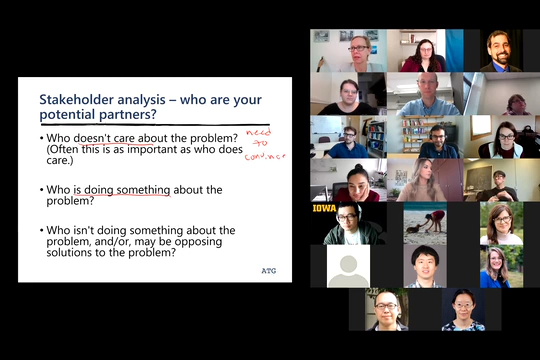 Stakeholder analysis – who are your
potential partners?
• Who doesn't care about the problem?
(Often this is as important as who does
care.)
need
to
convince
• Who is doing something about the
problem?
• Who isn't doing something about the
problem, and/or, may be opposing
solutions to the problem?
ATG
IOWA